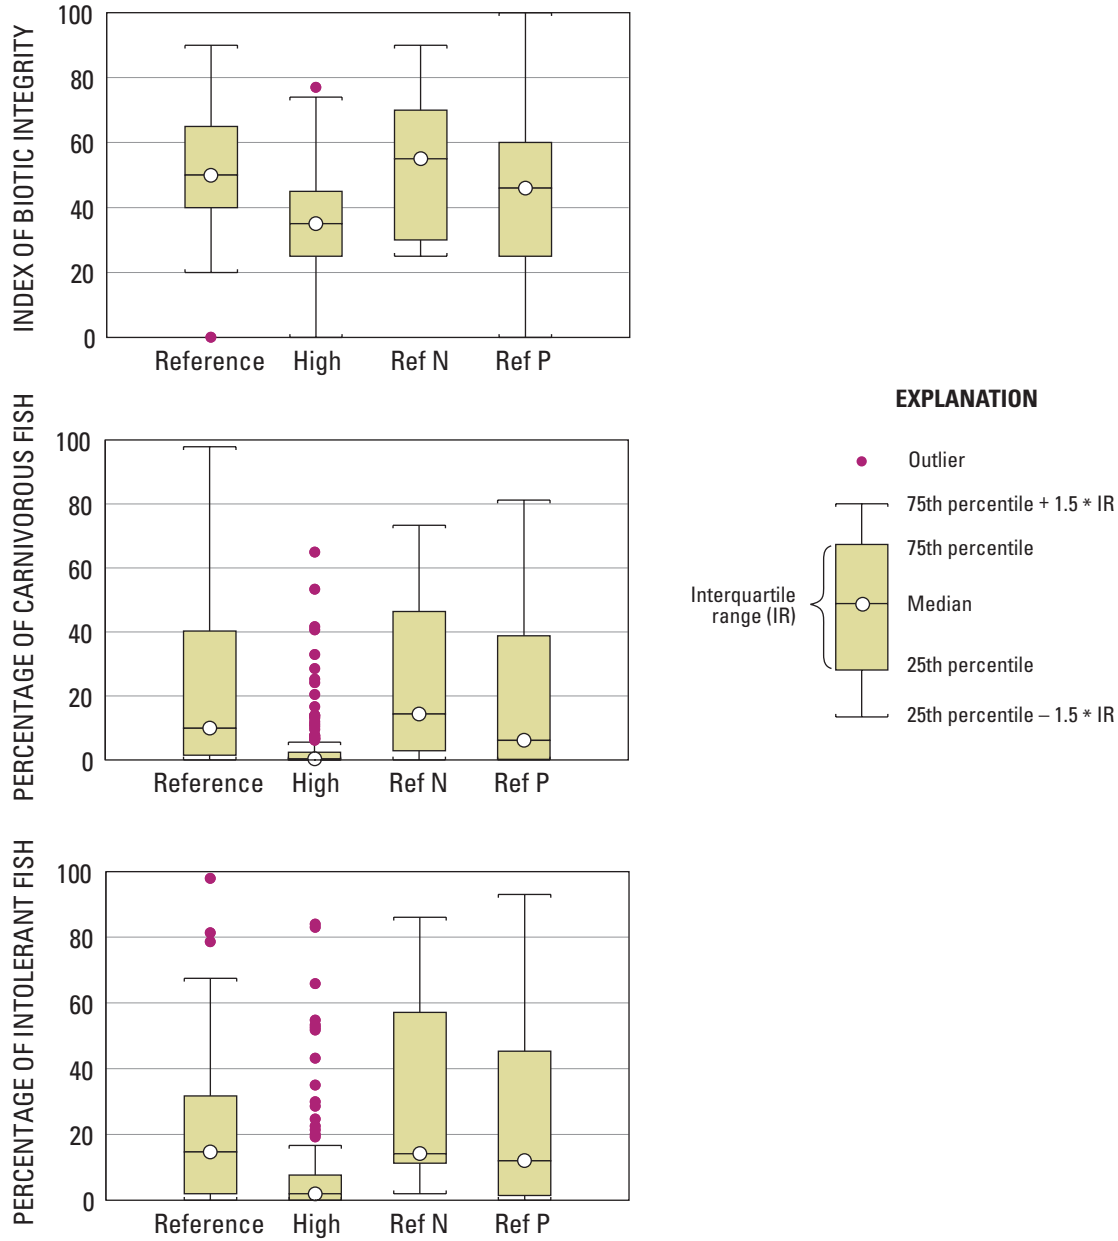 INDEX OF BIOTIC INTEGRITY
100
80
60
40
20
0
Reference High Ref N Ref P
PERCENTAGE OF CARNIVOROUS FISH
100
80
60
40
20
0
Reference High Ref N Ref P
EXPLANATION
Outlier
75th percentile + 1.5 * IR
75th percentile
Interquartile
range (IR)
Median
25th percentile
25th percentile – 1.5 * IR
PERCENTAGE OF INTOLERANT FISH
100
80
60
40
20
0
Reference High Ref N Ref P